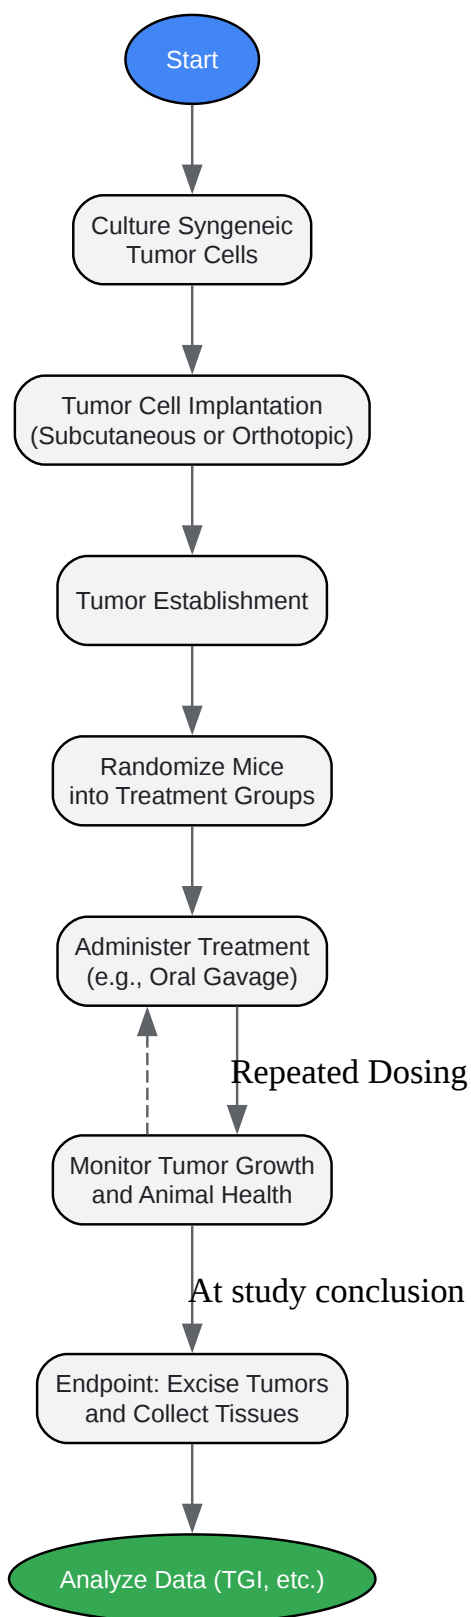 Start
Culture Syngeneic
Tumor Cells
Tumor Cell Implantation
(Subcutaneous or Orthotopic)
Tumor Establishment
Randomize Mice
into Treatment Groups
Administer Treatment
(e.g., Oral Gavage)
Repeated Dosing
Monitor Tumor Growth
and Animal Health
At study conclusion
Endpoint: Excise Tumors
and Collect Tissues
Analyze Data (TGI, etc.)